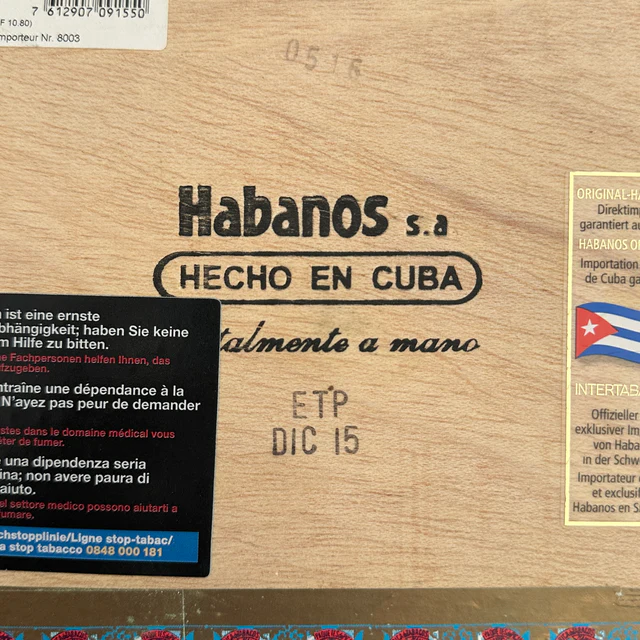 7 612907 091550
F 10.80)
mporteur Nr. 8003
Habanos s.a
HECHO EN CUBA
talmente a mano
ETP
DIC 15
ist eine ernste
bhängigkeit; haben Sie keine
m Hilfe zu bitten.
e Fachpersonen helfen Ihnen, das
fzugeben.
ntraîne une dépendance à la
N'ayez pas peur de demander
stes dans le domaine médical vous
êter de fumer.
una dipendenza seria
ina; non avere paura di
aiuto.
el settore medico possono aiutarti a
fumare.
chstopplinie/Ligne stop-tabac/
a stop tabacco 0848 000 181
ORIGINAL-HA
Direktim
garantiert au
HABANOS O
Importation
de Cuba ga
INTERTABA
Offizieller
exklusiver Im
von Haba
in der Schw
Importateur
et exclusif
Habanos en S